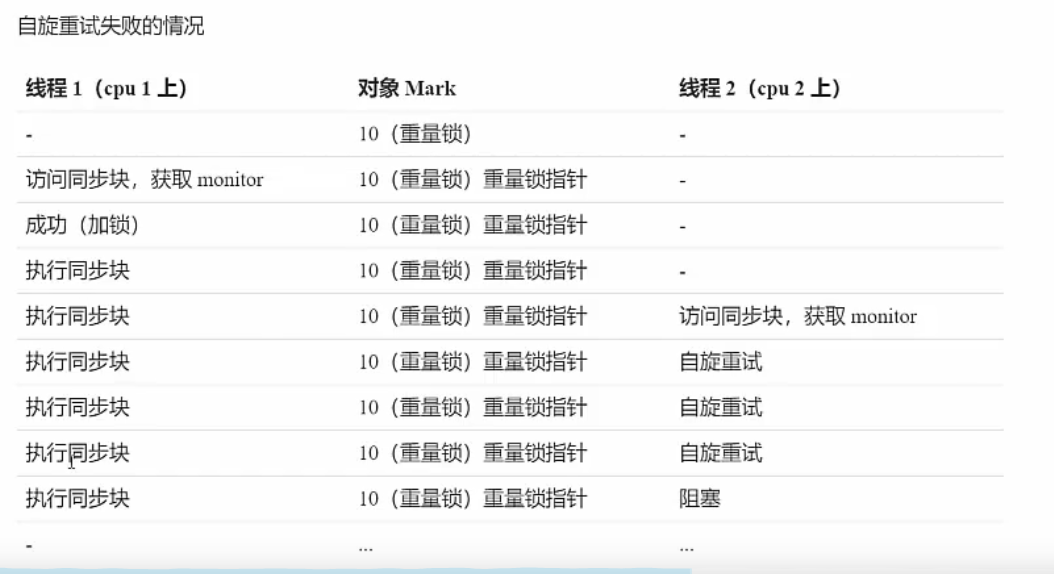 自旋重试失败的情况
线程 1（cpu 1 上） 对象 Mark 线程 2（cpu 2 上）
- 10（重量锁） -
访问同步块，获取 monitor 10（重量锁）重量锁指针 -
成功（加锁） 10（重量锁）重量锁指针 -
执行同步块 10（重量锁）重量锁指针 -
执行同步块 10（重量锁）重量锁指针 访问同步块，获取 monitor
执行同步块 10（重量锁）重量锁指针 自旋重试
执行同步块 10（重量锁）重量锁指针 自旋重试
执行同步块 10（重量锁）重量锁指针 自旋重试
执行同步块 10（重量锁）重量锁指针 阻塞
- ... ...